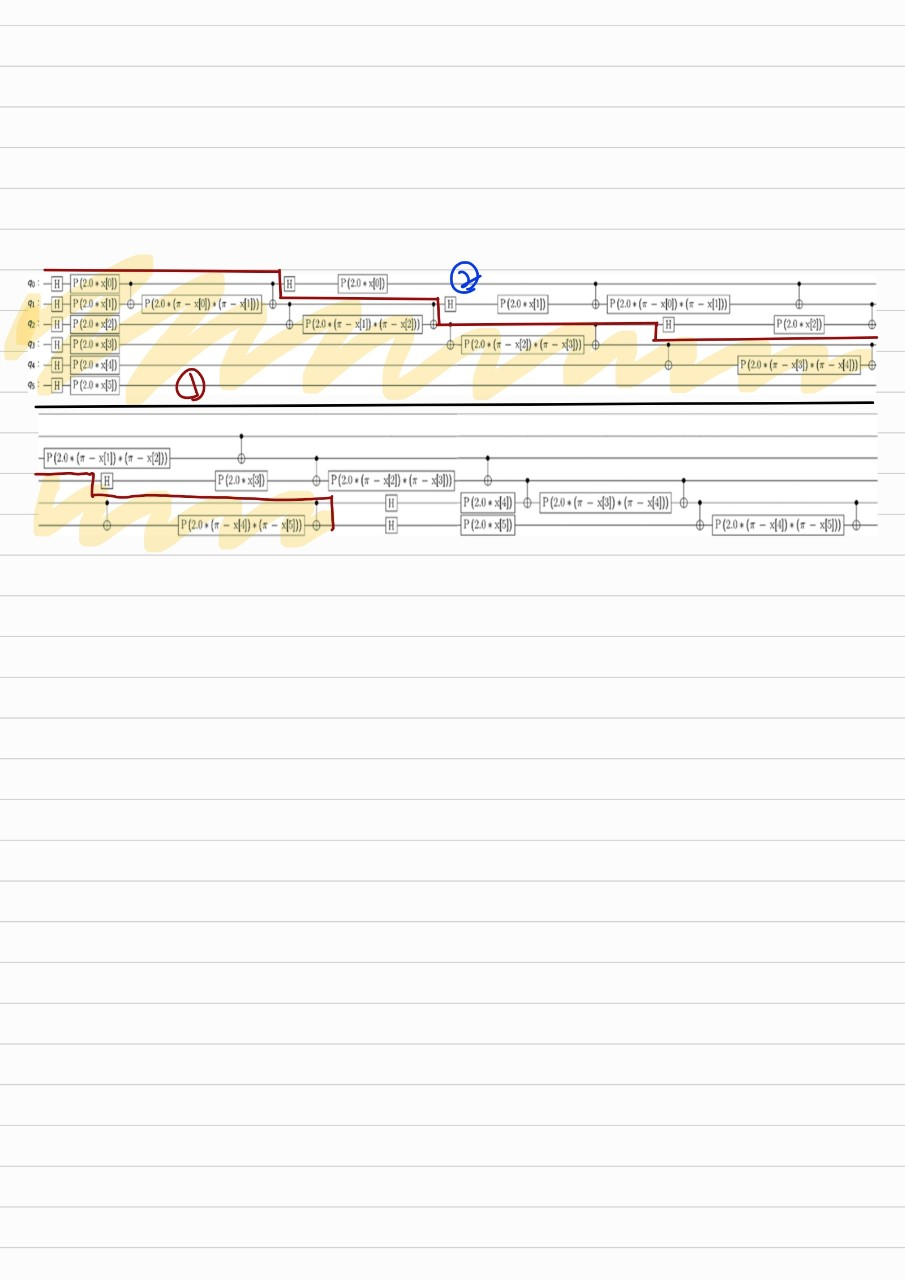 ②
q₀ : H P (2.0 * x[0]) H P (2.0 * x[0])
q₁ : H P (2.0 * x[1]) P (2.0 * (π − x[0]) * (π − x[1])) H P (2.0 * x[1]) P (2.0 * (π − x[0]) * (π − x[1]))
q₂ : H P (2.0 * x[2]) P (2.0 * (π − x[1]) * (π − x[2])) H P (2.0 * x[2])
q₃ : H P (2.0 * x[3]) P (2.0 * (π − x[2]) * (π − x[3]))
q₄ : H P (2.0 * x[4]) P (2.0 * (π − x[3]) * (π − x[4]))
q₅ : H P (2.0 * x[5]) ①
P (2.0 * (π − x[1]) * (π − x[2]))
H P (2.0 * x[3]) P (2.0 * (π − x[2]) * (π − x[3]))
H P (2.0 * x[4]) P (2.0 * (π − x[3]) * (π − x[4]))
P (2.0 * (π − x[4]) * (π − x[5])) H P (2.0 * x[5]) P (2.0 * (π − x[4]) * (π − x[5]))